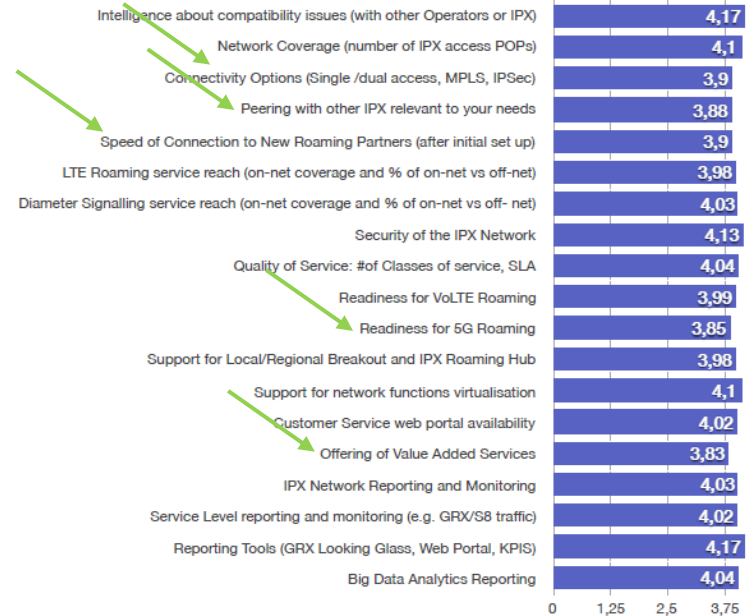 Intelligence about compatibility issues (with other Operators or IPX) 4,17
Network Coverage (number of IPX access POPs) 4,1
Connectivity Options (Single /dual access, MPLS, IPSec) 3,9
Peering with other IPX relevant to your needs 3,88
Speed of Connection to New Roaming Partners (after initial set up) 3,9
LTE Roaming service reach (on-net coverage and % of on-net vs off-net) 3,98
Diameter Signalling service reach (on-net coverage and % of on-net vs off- net) 4,03
Security of the IPX Network 4,13
Quality of Service: #of Classes of service, SLA 4,04
Readiness for VoLTE Roaming 3,99
Readiness for 5G Roaming 3,85
Support for Local/Regional Breakout and IPX Roaming Hub 3,98
Support for network functions virtualisation 4,1
Customer Service web portal availability 4,02
Offering of Value Added Services 3,83
IPX Network Reporting and Monitoring 4,03
Service Level reporting and monitoring (e.g. GRX/S8 traffic) 4,02
Reporting Tools (GRX Looking Glass, Web Portal, KPIS) 4,17
Big Data Analytics Reporting 4,04
0 1,25 2,5 3,75